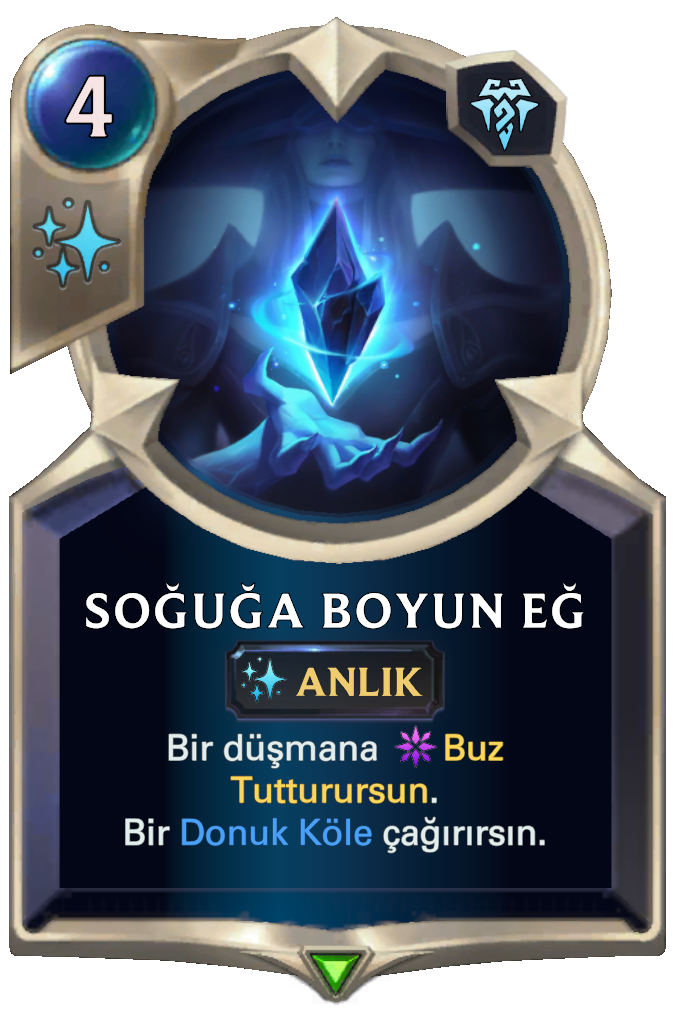 4
SOĞUĞA BOYUN EĞ
ANLIK
Bir düşmana Buz
Tutturursun.
Bir Donuk Köle çağırırsın.